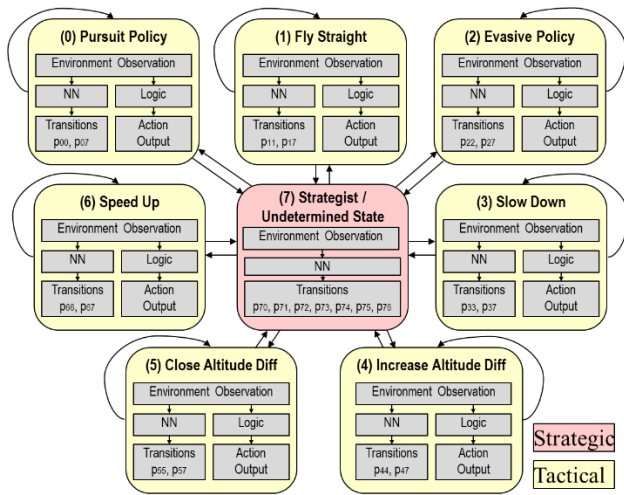 (0) Pursuit Policy
Environment Observation
NN
Logic
Transitions
p00, p07
Action
Output
(1) Fly Straight
Environment Observation
NN
Logic
Transitions
p11, p17
Action
Output
(2) Evasive Policy
Environment Observation
NN
Logic
Transitions
p22, p27
Action
Output
(6) Speed Up
Environment Observation
NN
Logic
Transitions
p66, p67
Action
Output
(7) Strategist /
Undetermined State
Environment Observation
NN
Transitions
p70, p71, p72, p73, p74, p75, p76
(3) Slow Down
Environment Observation
NN
Logic
Transitions
p33, p37
Action
Output
(5) Close Altitude Diff
Environment Observation
NN
Logic
Transitions
p55, p57
Action
Output
(4) Increase Altitude Diff
Environment Observation
NN
Logic
Transitions
p44, p47
Action
Output
Strategic
Tactical